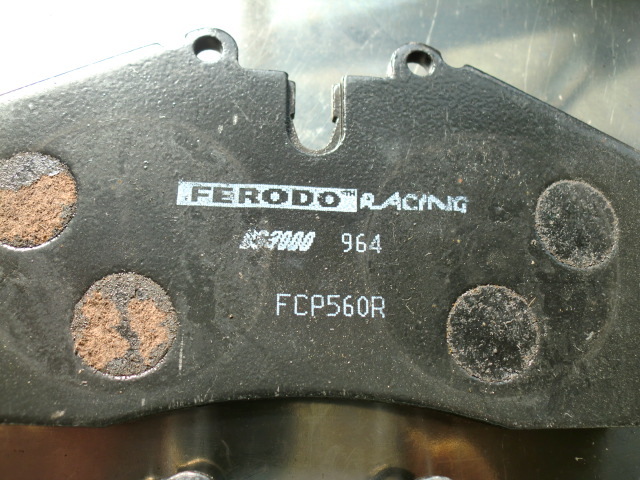 FERODO™ RACING
DS3000 964
FCP560R